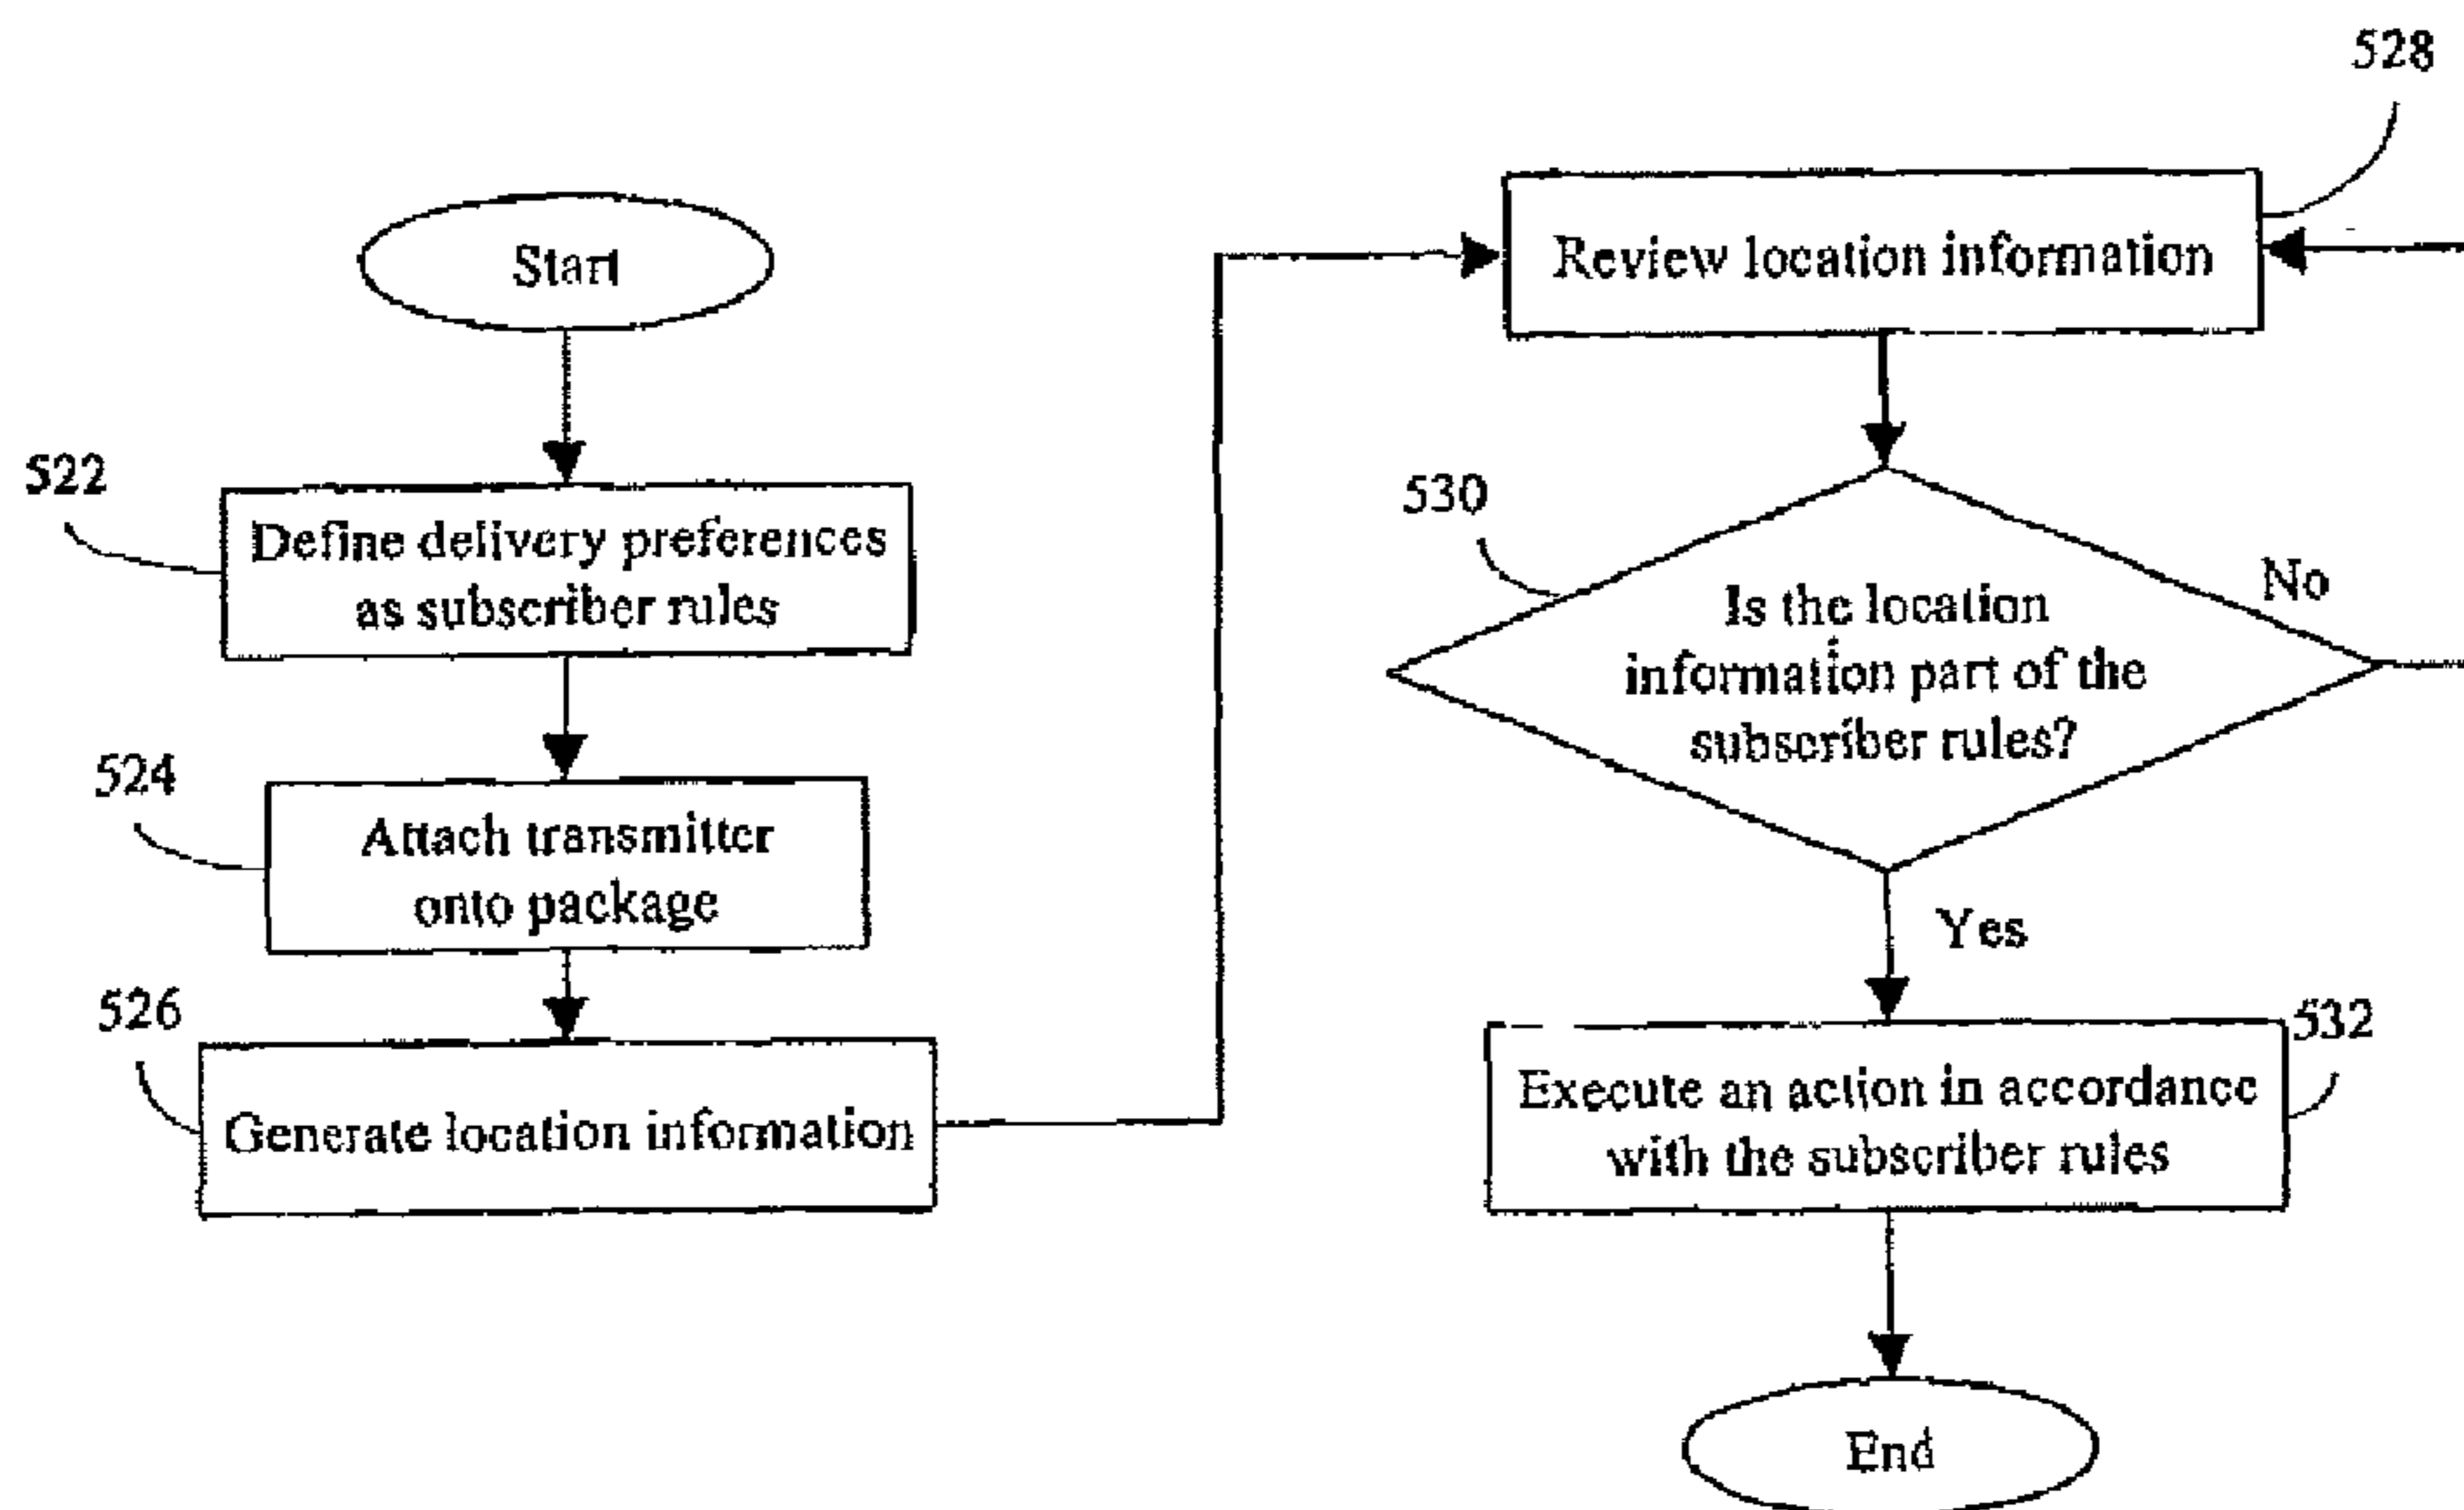 Start
522
Define delivery preferences
as subscriber rules
524
Attach transmitter
onto package
526
Generate location information
528
Review location information
530
Is the location
information part of the
subscriber rules?
No
Yes
532
Execute an action in accordance
with the subscriber rules
End